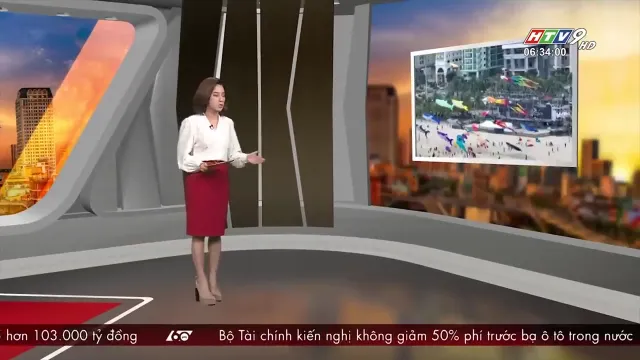 HTV9 HD
06:34:00
hơn 103.000 tỷ đồng Bộ Tài chính kiến nghị không giảm 50% phí trước bạ ô tô trong nước